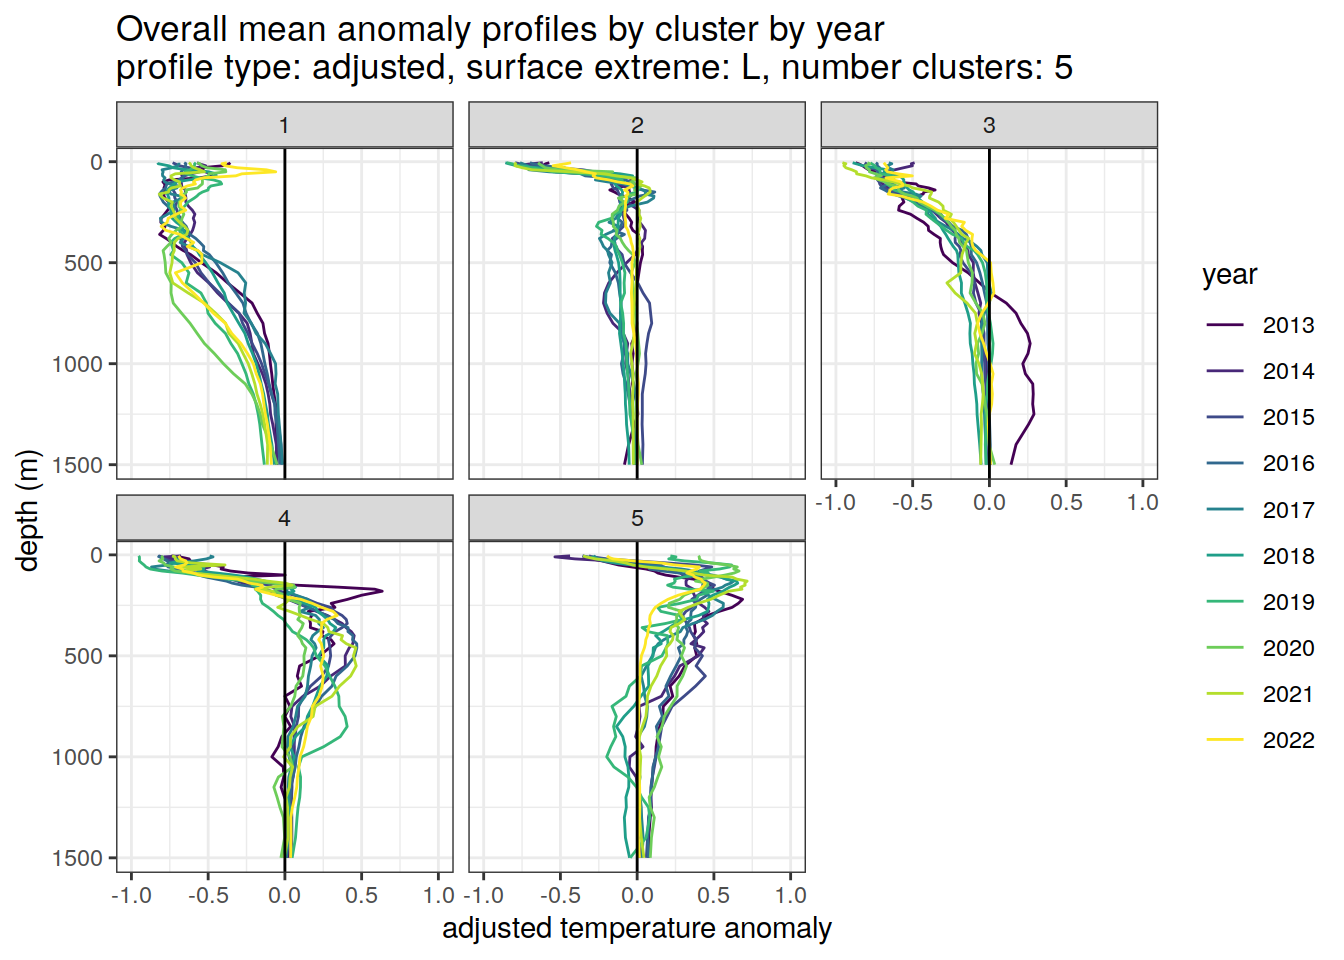 Overall mean anomaly profiles by cluster by year
profile type: adjusted, surface extreme: L, number clusters: 5
1
2
3
0
500
1000
1500
-1.0 -0.5 0.0 0.5 1.0
4
5
0
500
1000
1500
-1.0 -0.5 0.0 0.5 1.0
-1.0 -0.5 0.0 0.5 1.0
depth (m)
adjusted temperature anomaly
year
2013
2014
2015
2016
2017
2018
2019
2020
2021
2022